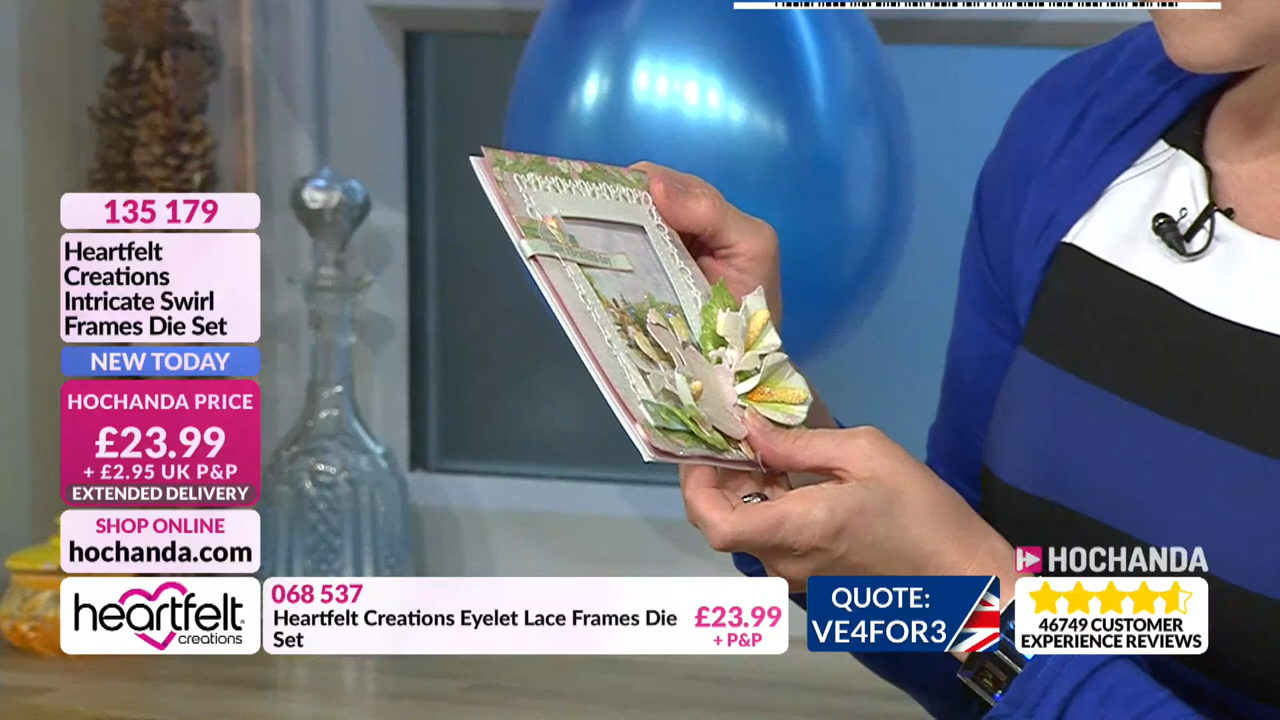 135 179
Heartfelt
Creations
Intricate Swirl
Frames Die Set
NEW TODAY
HOCHANDA PRICE
£23.99
+ £2.95 UK P&P
EXTENDED DELIVERY
SHOP ONLINE
hochanda.com
heartfelt
creations
068 537
Heartfelt Creations Eyelet Lace Frames Die
Set
£23.99
+ P&P
QUOTE:
VE4FOR3
HOCHANDA
46749 CUSTOMER
EXPERIENCE REVIEWS